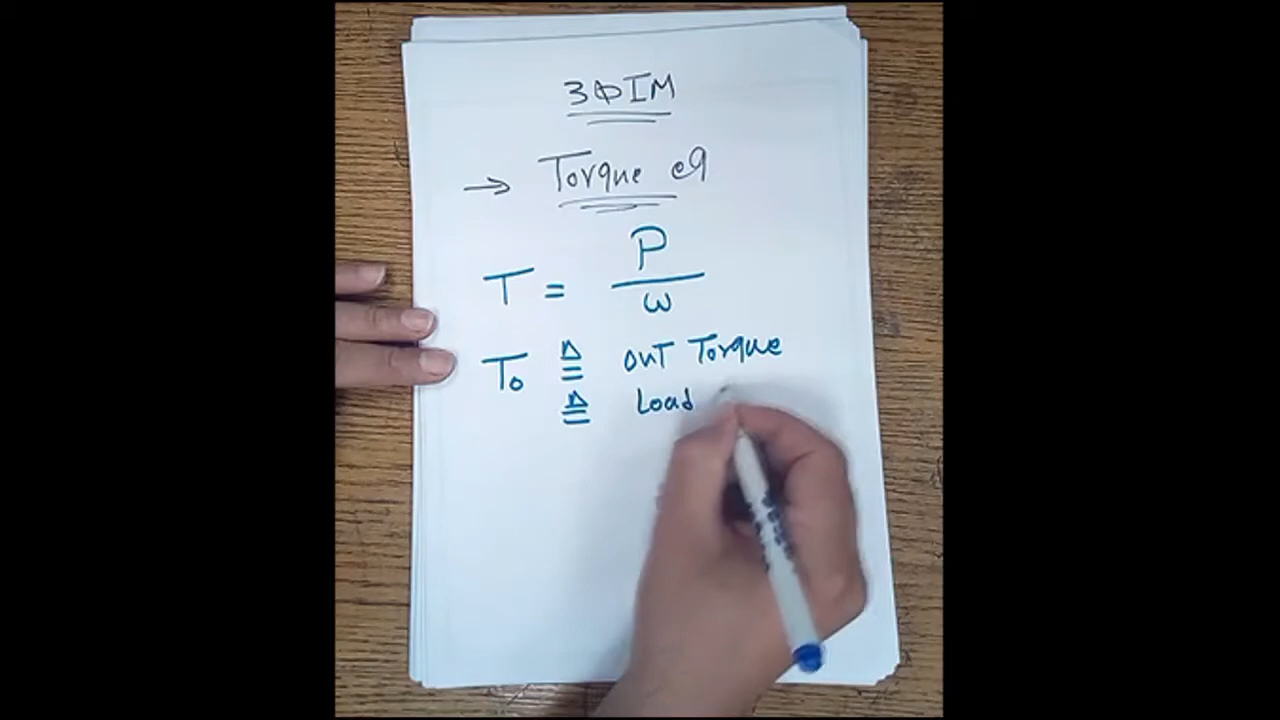 3ΦIM
→ Torque eq
T = P / ω
To ≜ out Torque
≜ Load